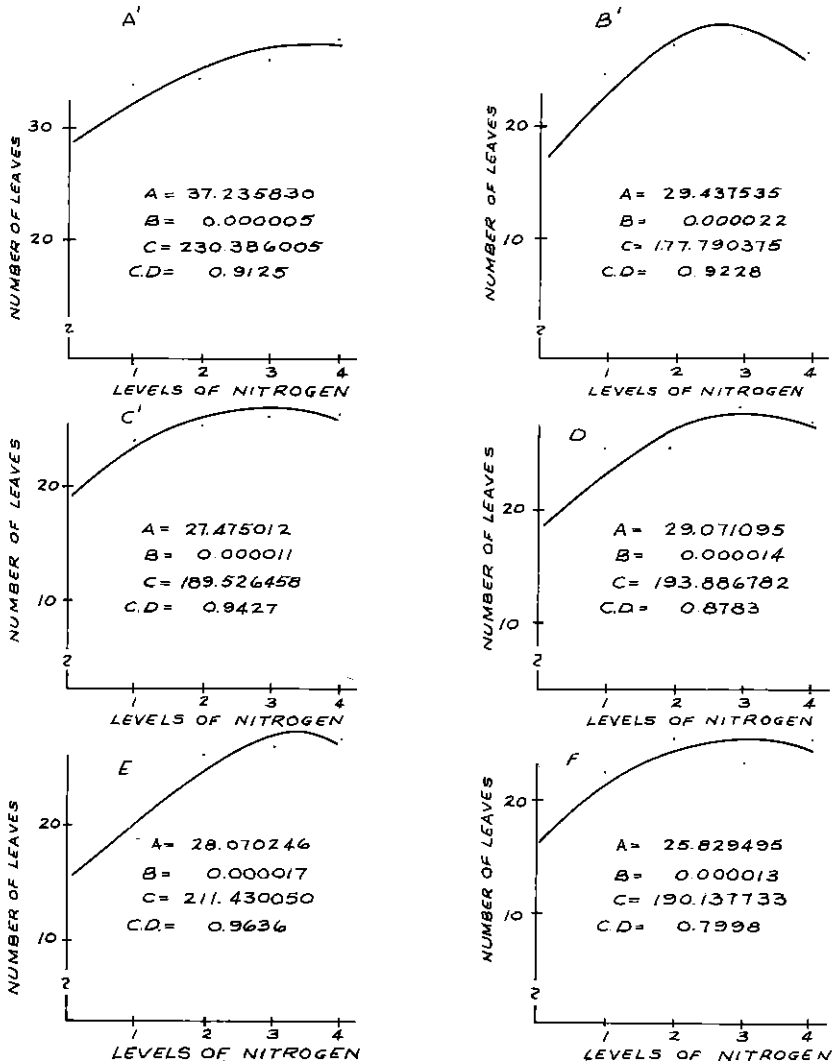 A'
NUMBER OF LEAVES
30
20
A = 37.235830
B = 0.000005
C = 230.386005
C.D = 0.9125
1 2 3 4
LEVELS OF NITROGEN
B'
NUMBER OF LEAVES
20
10
A = 29.437535
B = 0.000022
C = 177.790375
C.D = 0.9228
1 2 3 4
LEVELS OF NITROGEN
C'
NUMBER OF LEAVES
20
10
A = 27.475012
B = 0.000011
C = 189.526458
C.D = 0.9427
1 2 3 4
LEVELS OF NITROGEN
D
NUMBER OF LEAVES
20
10
A = 29.071095
B = 0.000014
C = 193.886782
C.D = 0.8783
1 2 3 4
LEVELS OF NITROGEN
E
NUMBER OF LEAVES
20
10
A = 28.070246
B = 0.000017
C = 211.430050
C.D. = 0.9636
1 2 3 4
LEVELS OF NITROGEN
F
NUMBER OF LEAVES
20
10
A = 25.829495
B = 0.000013
C = 190.137733
C.D = 0.7998
1 2 3 4
LEVELS OF NITROGEN